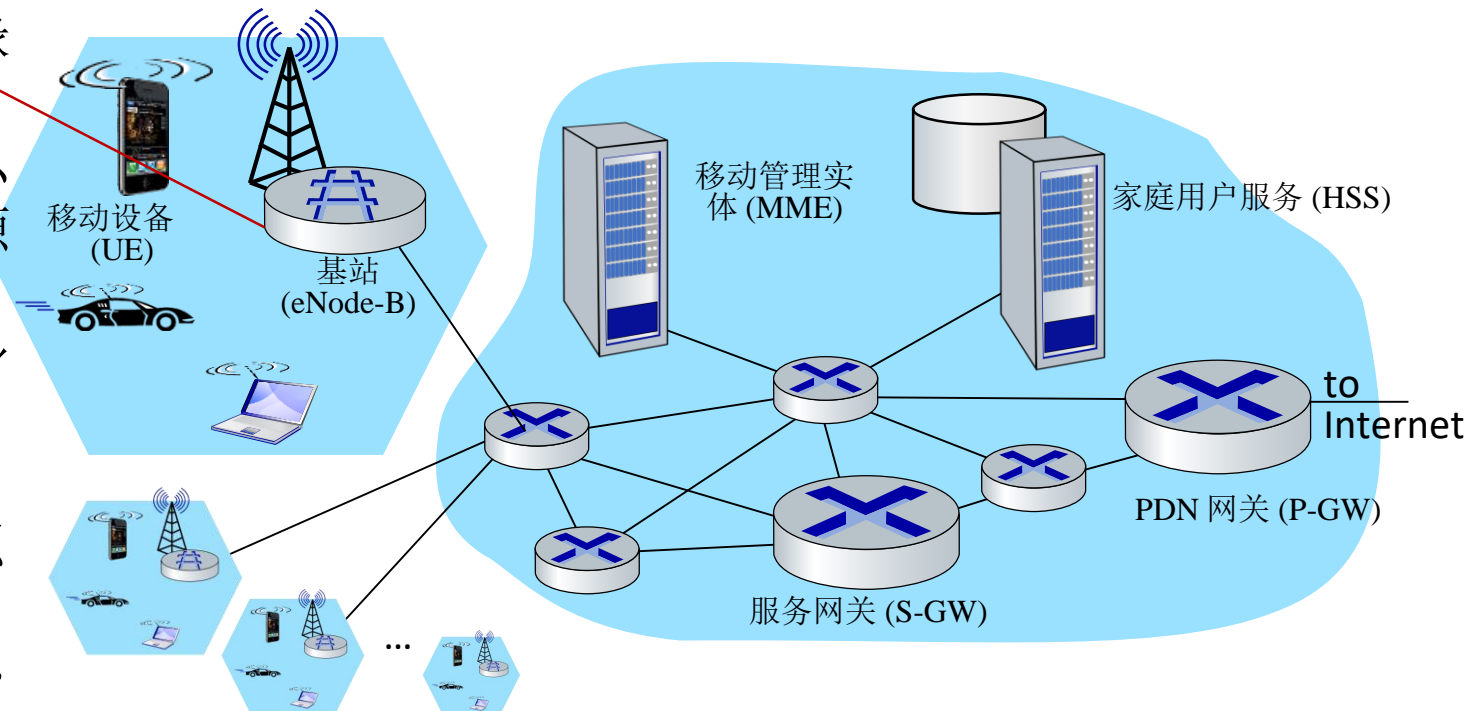 移动设备
(UE)
基站
(eNode-B)
移动管理实
体 (MME)
家庭用户服务 (HSS)
to
Internet
PDN 网关 (P-GW)
服务网关 (S-GW)
...